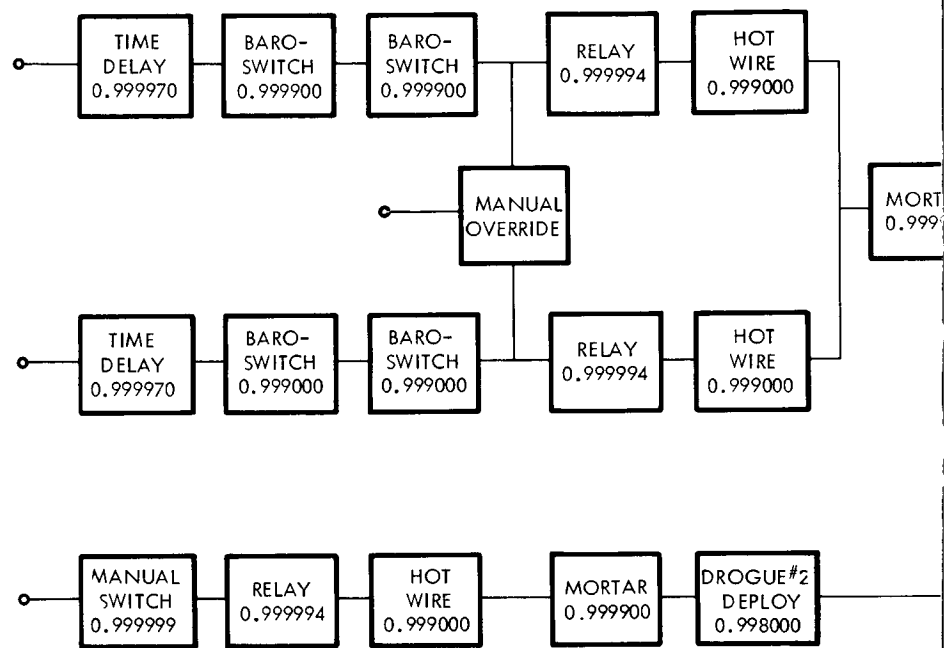 TIME
DELAY
0.999970
BARO-
SWITCH
0.999900
BARO-
SWITCH
0.999900
RELAY
0.999994
HOT
WIRE
0.999000
MANUAL
OVERRIDE
MORT
0.999
TIME
DELAY
0.999970
BARO-
SWITCH
0.999000
BARO-
SWITCH
0.999000
RELAY
0.999994
HOT
WIRE
0.999000
MANUAL
SWITCH
0.999999
RELAY
0.999994
HOT
WIRE
0.999000
MORTAR
0.999900
DROGUE#2
DEPLOY
0.998000